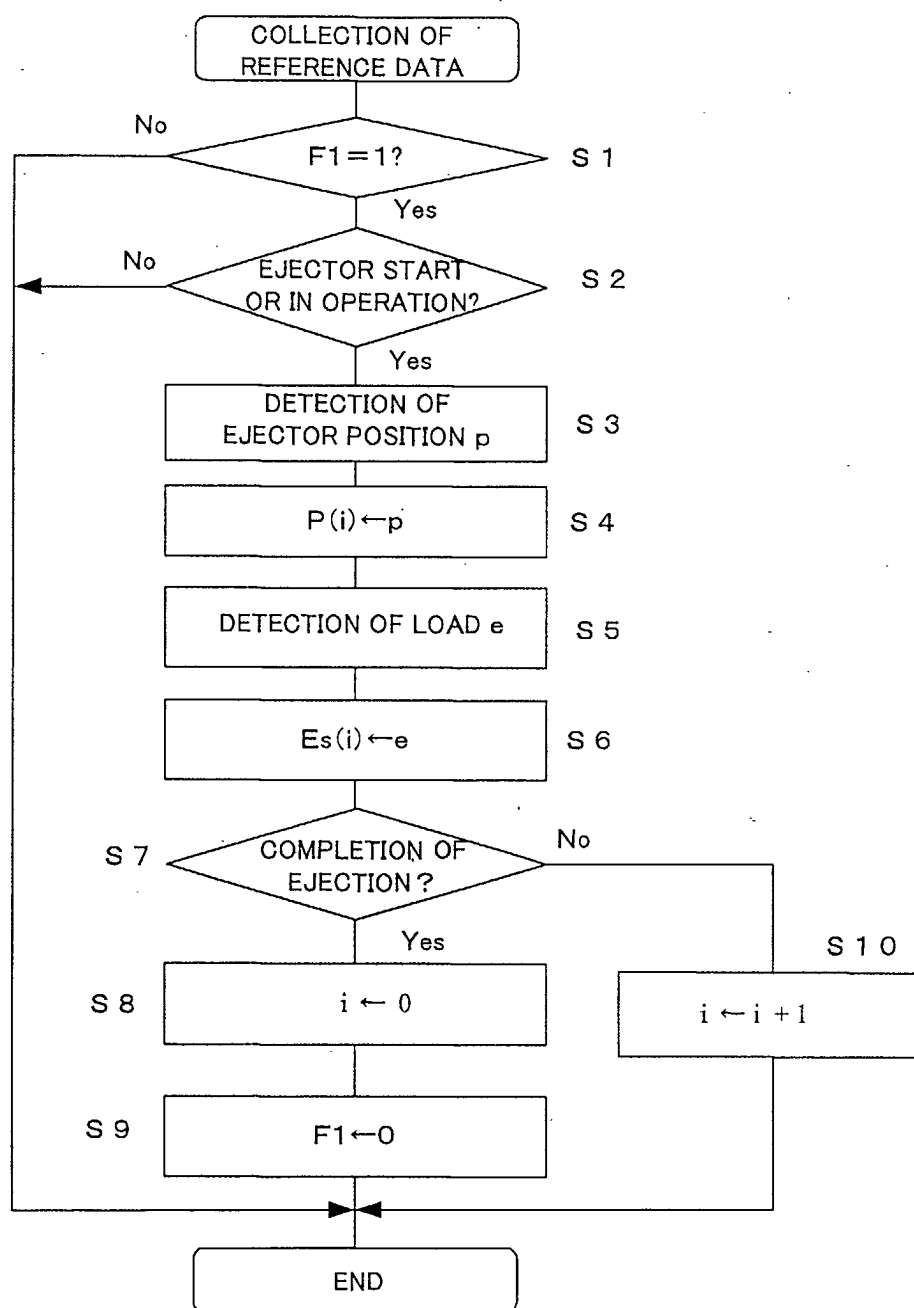 COLLECTION OF
REFERENCE DATA
No
F1=1?
S 1
Yes
No
EJECTOR START
OR IN OPERATION?
S 2
Yes
DETECTION OF
EJECTOR POSITION p
S 3
P(i)←p
S 4
DETECTION OF LOAD e
S 5
Es(i)←e
S 6
S 7
COMPLETION OF
EJECTION?
No
Yes
S 1 0
S 8
i ← 0
i ← i + 1
S 9
F1←0
END